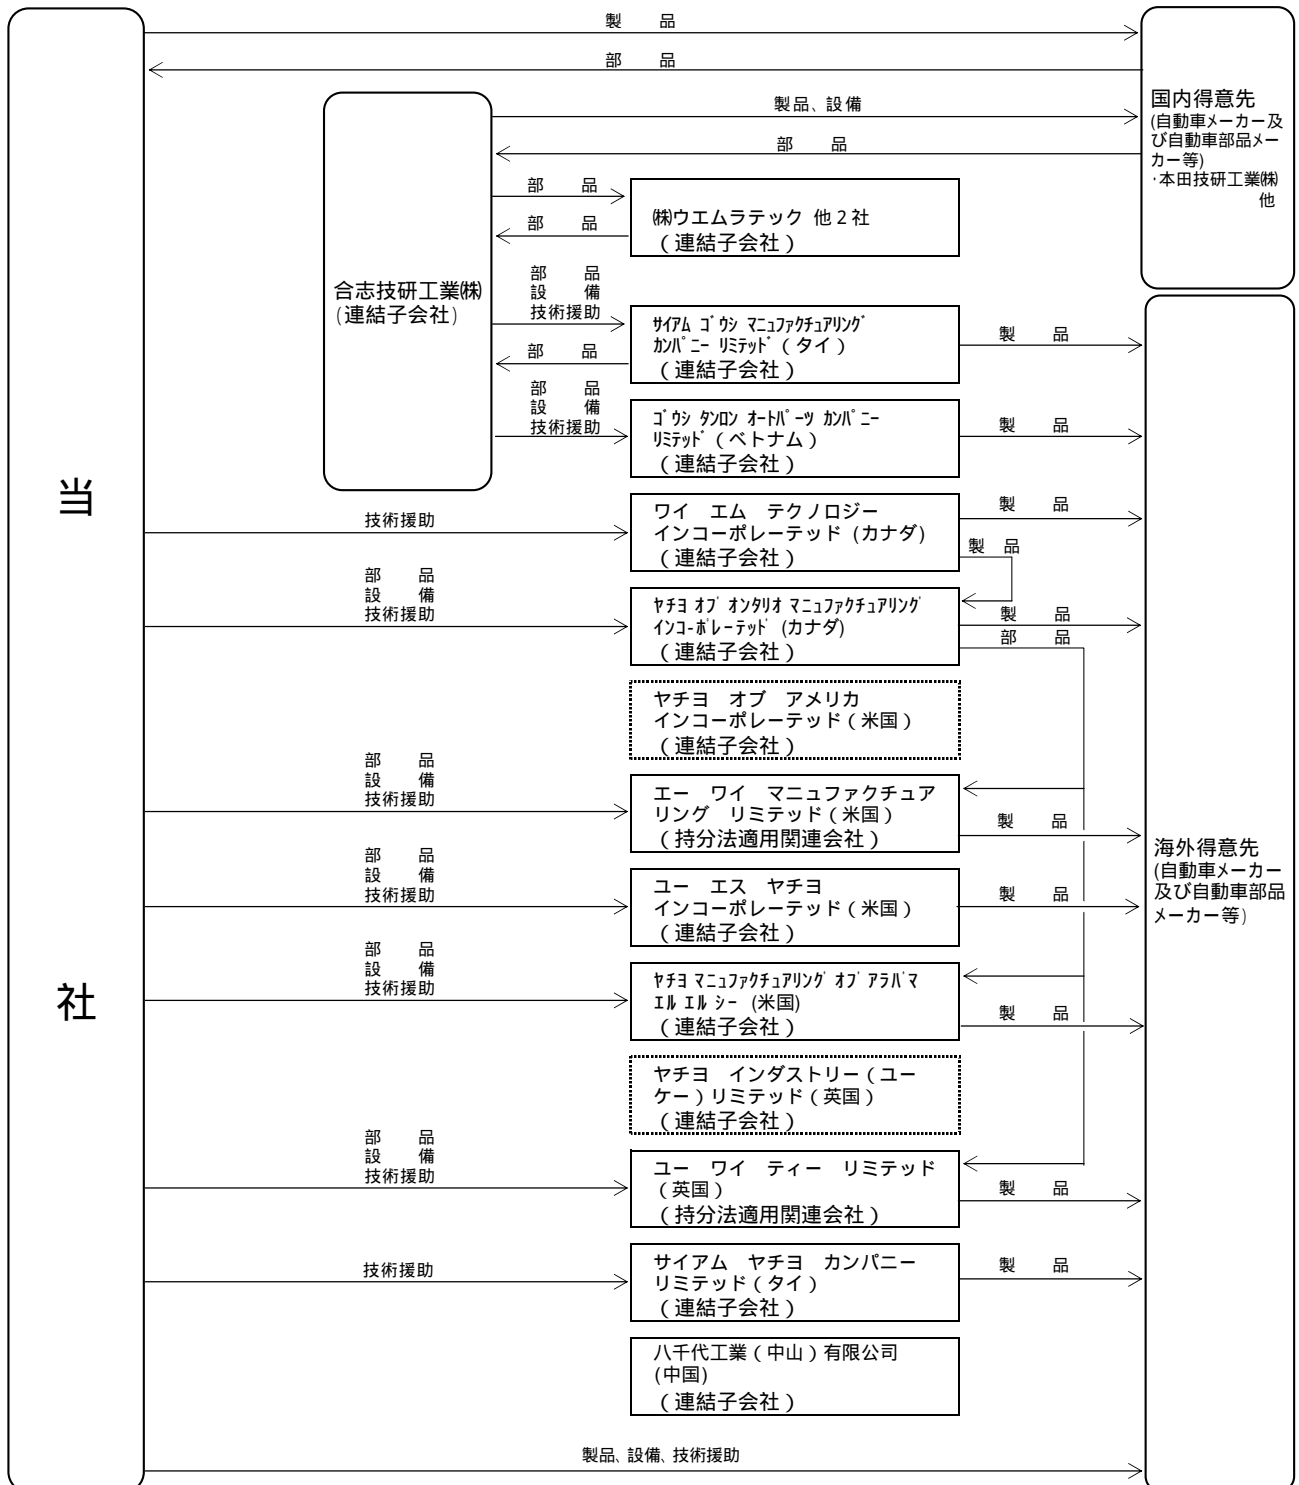 製　品
部　品
国内得意先
(自動車メーカー及
び自動車部品メー
カー等)
・本田技研工業㈱
他
製品、設備
部　品
部　品
㈱ウエムラテック 他２社
（連結子会社）
部　品
合志技研工業㈱
(連結子会社)
部　品
設　備
技術援助
ｻｲｱﾑ ｺﾞｳｼ ﾏﾆｭﾌｧｸﾁｭｱﾘﾝｸﾞ
ｶﾝﾊﾟﾆｰ ﾘﾐﾃｯﾄﾞ（タイ）
（連結子会社）
製　品
部　品
部　品
設　備
技術援助
ｺﾞｳｼ ﾀﾝﾛﾝ ｵｰﾄﾊﾟｰﾂ ｶﾝﾊﾟﾆｰ
ﾘﾐﾃｯﾄﾞ（ベトナム）
（連結子会社）
製　品
当
社
技術援助
ワイ　エム　テクノロジー
インコーポレーテッド (カナダ)
（連結子会社）
製　品
製　品
部　品
設　備
技術援助
ﾔﾁﾖ ｵﾌﾞ ｵﾝﾀﾘｵ ﾏﾆｭﾌｧｸﾁｭｱﾘﾝｸﾞ
ｲﾝｺｰﾎﾟﾚｰﾃｯﾄﾞ (カナダ)
（連結子会社）
製　品
部　品
ヤチヨ　オブ　アメリカ
インコーポレーテッド（米国）
（連結子会社）
部　品
設　備
技術援助
エー　ワイ　マニュファクチュア
リング　リミテッド（米国）
（持分法適用関連会社）
製　品
海外得意先
(自動車メーカー
及び自動車部品
メーカー等)
部　品
設　備
技術援助
ユー　エス　ヤチヨ
インコーポレーテッド（米国）
（連結子会社）
製　品
部　品
設　備
技術援助
ﾔﾁﾖ ﾏﾆｭﾌｧｸﾁｭｱﾘﾝｸﾞ ｵﾌﾞ ｱﾗﾊﾞﾏ
ｴﾙ ｴﾙ ｼｰ (米国)
（連結子会社）
製　品
ヤチヨ　インダストリー（ユー
ケー）リミテッド（英国）
（連結子会社）
部　品
設　備
技術援助
ユー　ワイ　ティー　リミテッド
（英国）
（持分法適用関連会社）
製　品
技術援助
サイアム　ヤチヨ　カンパニー
リミテッド（タイ）
（連結子会社）
製　品
八千代工業（中山）有限公司
(中国)
（連結子会社）
製品、設備、技術援助